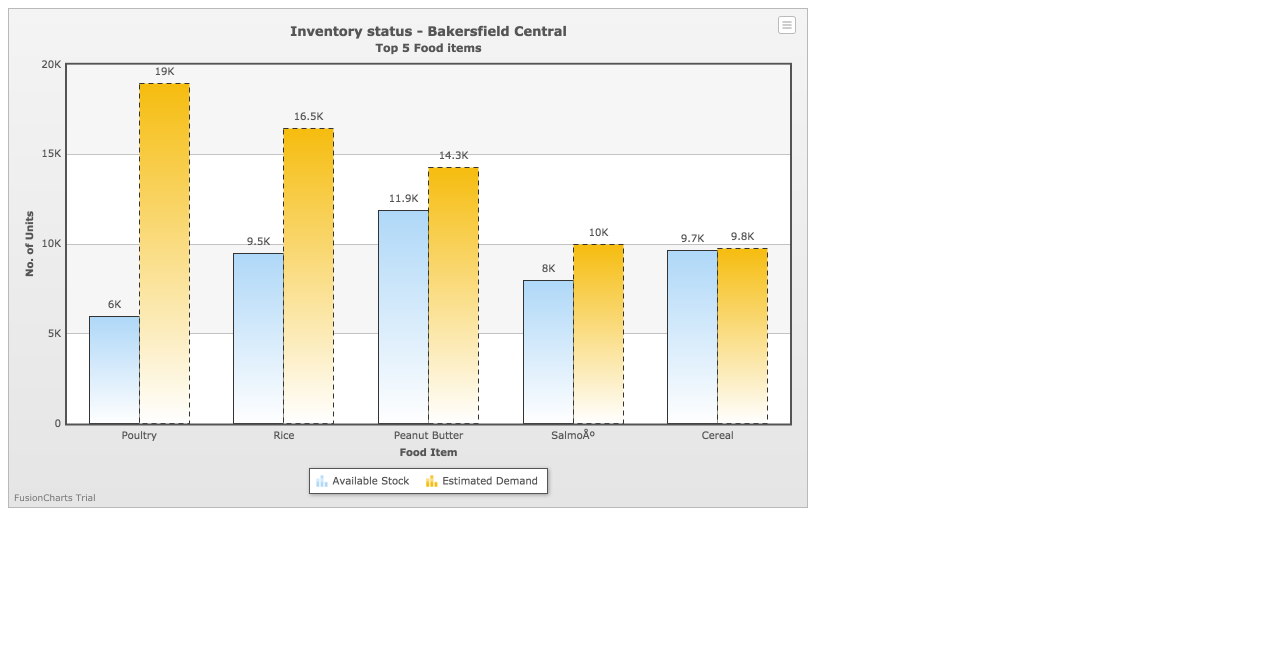 Inventory status - Bakersfield Central
Top 5 Food items
20K
15K
10K
5K
0
No. of Units
6K
19K
9.5K
16.5K
11.9K
14.3K
8K
10K
9.7K
9.8K
Poultry
Rice
Peanut Butter
SalmoÅº
Cereal
Food Item
Available Stock
Estimated Demand
FusionCharts Trial